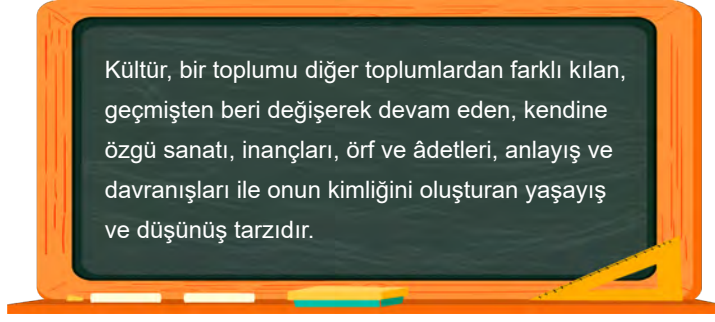 Kültür, bir toplumu diğer toplumlardan farklı kılan,
geçmişten beri değişerek devam eden, kendine
özgü sanatı, inançları, örf ve âdetleri, anlayış ve
davranışları ile onun kimliğini oluşturan yaşayış
ve düşünüş tarzıdır.